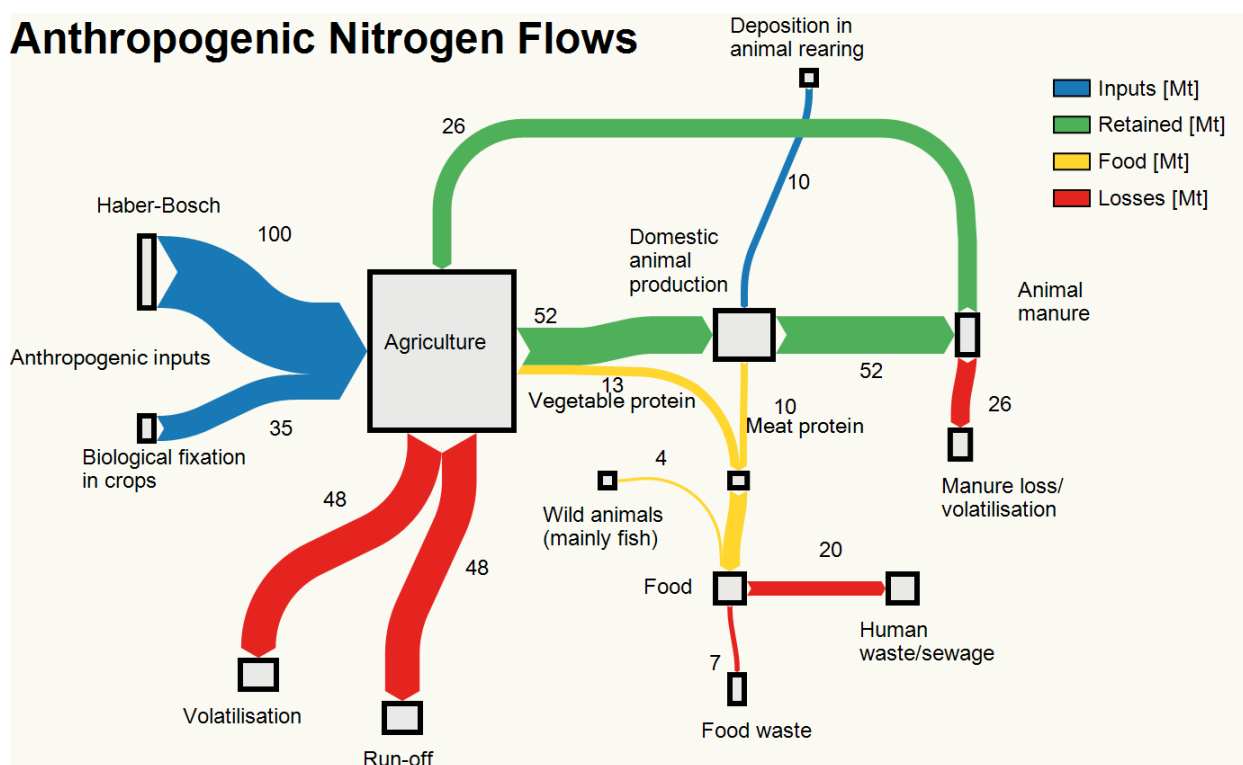 Anthropogenic Nitrogen Flows
Deposition in
animal rearing
Inputs [Mt]
Retained [Mt]
Food [Mt]
Losses [Mt]
26
10
Haber-Bosch
100
Domestic
animal
production
Animal
manure
Agriculture
52
Anthropogenic inputs
52
13
Vegetable protein
10
Meat protein
26
35
Biological fixation
in crops
4
Manure loss/
volatilisation
48
Wild animals
(mainly fish)
48
20
Food
Human
waste/sewage
7
Volatilisation
Food waste
Run-off